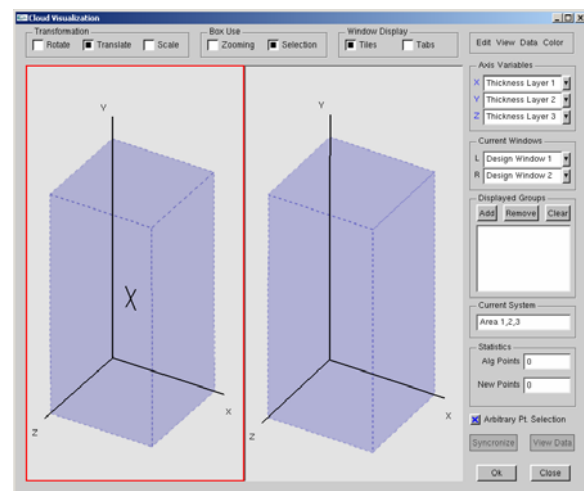 Cloud Visualization
Transformation
Rotate Translate Scale
Box Use
Zooming Selection
Window Display
Tiles Tabs
Edit View Data Color
Axis Variables
X Thickness Layer 1
Y Thickness Layer 2
Z Thickness Layer 3
Current Windows
L Design Window 1
R Design Window 2
Displayed Groups
Add Remove Clear
Current System
Area 1,2,3
Statistics
Alg Points 0
New Points 0
Arbitrary Pt. Selection
Syncronize View Data
Ok Close
Y
X
X
Z
Y
X
Z